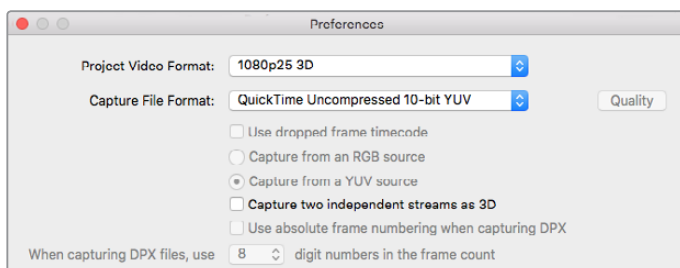 Preferences
Project Video Format: 1080p25 3D
Capture File Format: QuickTime Uncompressed 10-bit YUV Quality
Use dropped frame timecode
Capture from an RGB source
Capture from a YUV source
Capture two independent streams as 3D
Use absolute frame numbering when capturing DPX
When capturing DPX files, use 8 digit numbers in the frame count